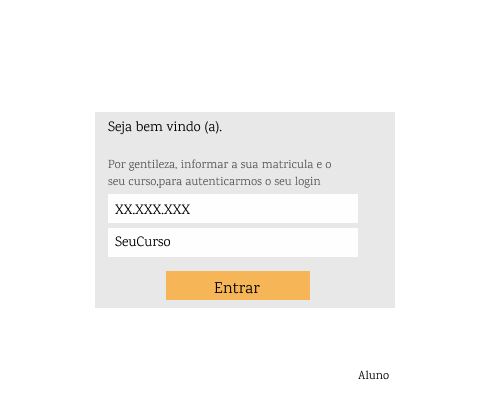 Seja bem vindo (a).
Por gentileza, informar a sua matricula e o
seu curso,para autenticarmos o seu login
XX.XXX.XXX
SeuCurso
Entrar
Aluno